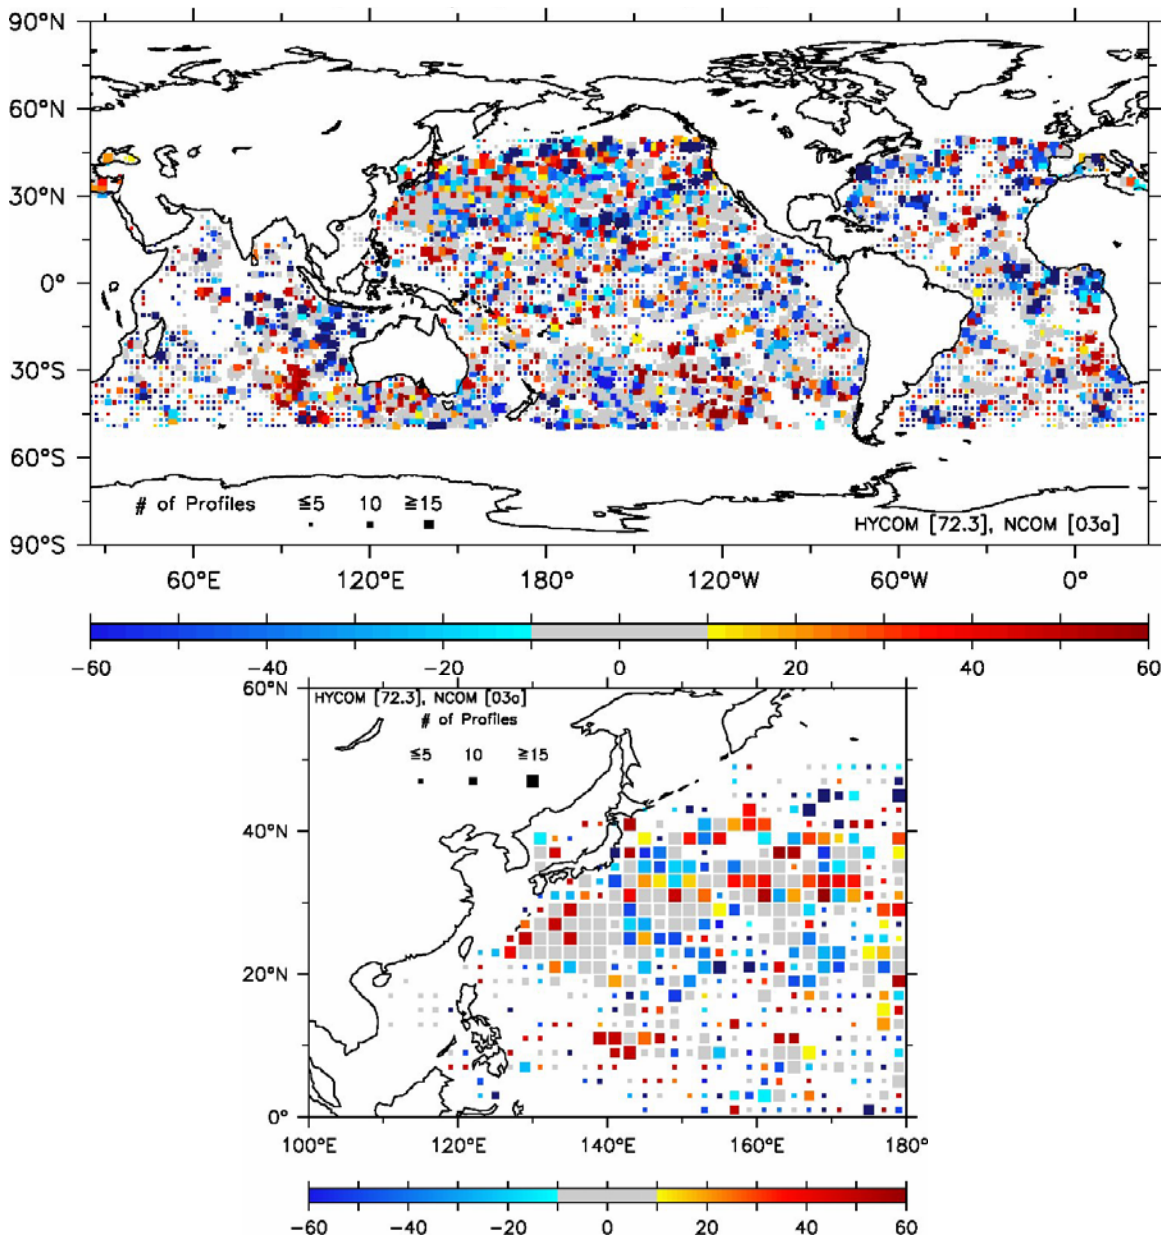 90°N
60°N
30°N
0°
30°S
60°S
90°S
# of Profiles ≦5 10 ≧15
HYCOM [72.3], NCOM [03a]
60°E 120°E 180° 120°W 60°W 0°
−60 −40 −20 0 20 40 60
60°N
HYCOM [72.3], NCOM [03a]
# of Profiles
≦5 10 ≧15
40°N
20°N
0°
100°E 120°E 140°E 160°E 180°
−60 −40 −20 0 20 40 60